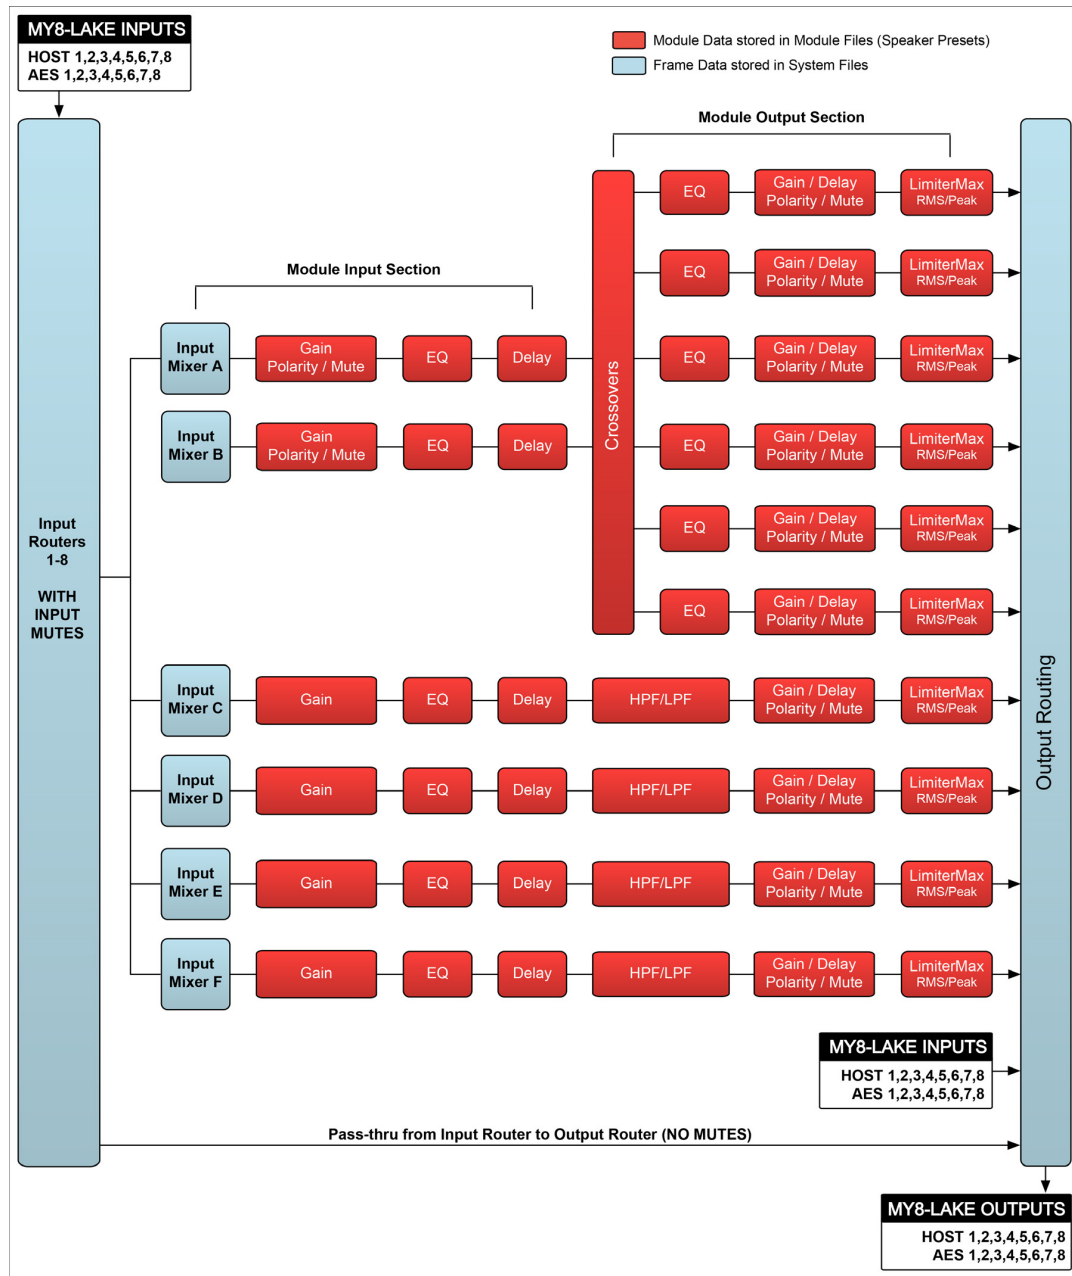 MY8-LAKE INPUTS
HOST 1,2,3,4,5,6,7,8
AES 1,2,3,4,5,6,7,8
Module Data stored in Module Files (Speaker Presets)
Frame Data stored in System Files
Module Output Section
EQ
Gain / Delay
Polarity / Mute
LimiterMax
RMS/Peak
EQ
Gain / Delay
Polarity / Mute
LimiterMax
RMS/Peak
Module Input Section
Input
Mixer A
Gain
Polarity / Mute
EQ
Delay
Crossovers
EQ
Gain / Delay
Polarity / Mute
LimiterMax
RMS/Peak
Input
Mixer B
Gain
Polarity / Mute
EQ
Delay
EQ
Gain / Delay
Polarity / Mute
LimiterMax
RMS/Peak
Input
Routers
1-8
WITH
INPUT
MUTES
EQ
Gain / Delay
Polarity / Mute
LimiterMax
RMS/Peak
EQ
Gain / Delay
Polarity / Mute
LimiterMax
RMS/Peak
Input
Mixer C
Gain
EQ
Delay
HPF/LPF
Gain / Delay
Polarity / Mute
LimiterMax
RMS/Peak
Output Routing
Input
Mixer D
Gain
EQ
Delay
HPF/LPF
Gain / Delay
Polarity / Mute
LimiterMax
RMS/Peak
Input
Mixer E
Gain
EQ
Delay
HPF/LPF
Gain / Delay
Polarity / Mute
LimiterMax
RMS/Peak
Input
Mixer F
Gain
EQ
Delay
HPF/LPF
Gain / Delay
Polarity / Mute
LimiterMax
RMS/Peak
MY8-LAKE INPUTS
HOST 1,2,3,4,5,6,7,8
AES 1,2,3,4,5,6,7,8
Pass-thru from Input Router to Output Router (NO MUTES)
MY8-LAKE OUTPUTS
HOST 1,2,3,4,5,6,7,8
AES 1,2,3,4,5,6,7,8